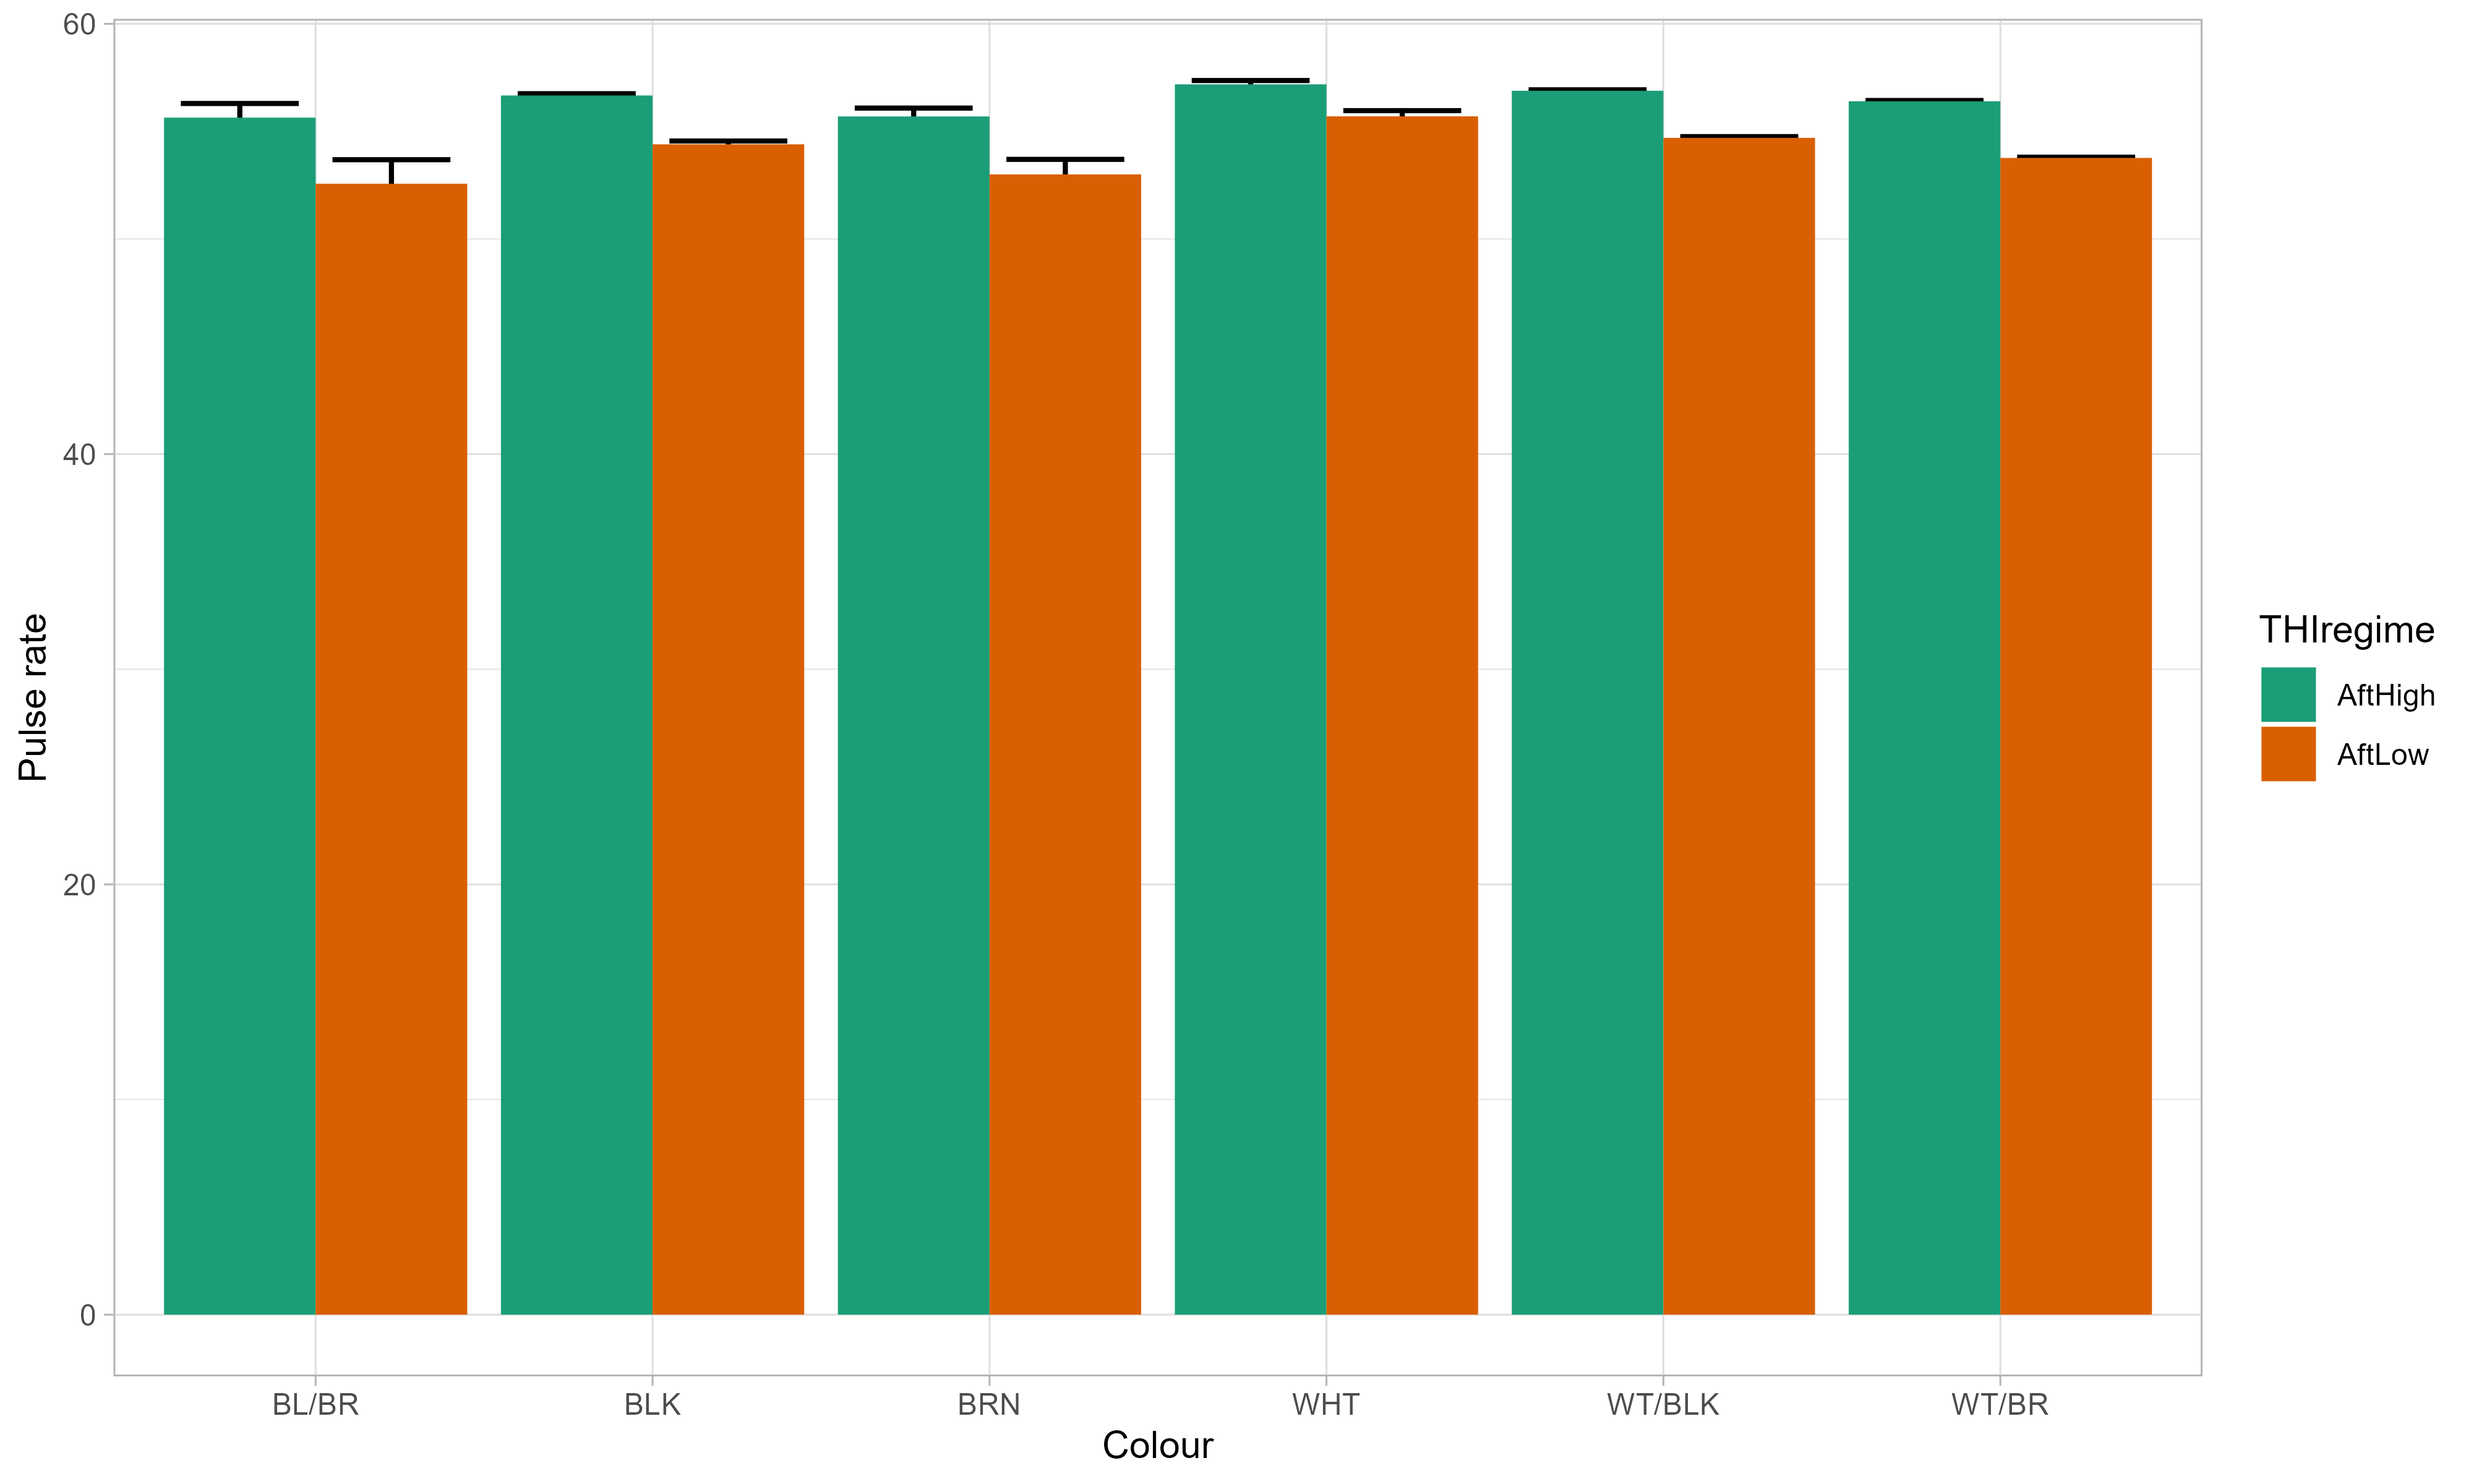 60
40
20
0
Pulse rate
BL/BR BLK BRN WHT WT/BLK WT/BR
Colour
THIregime
AftHigh
AftLow